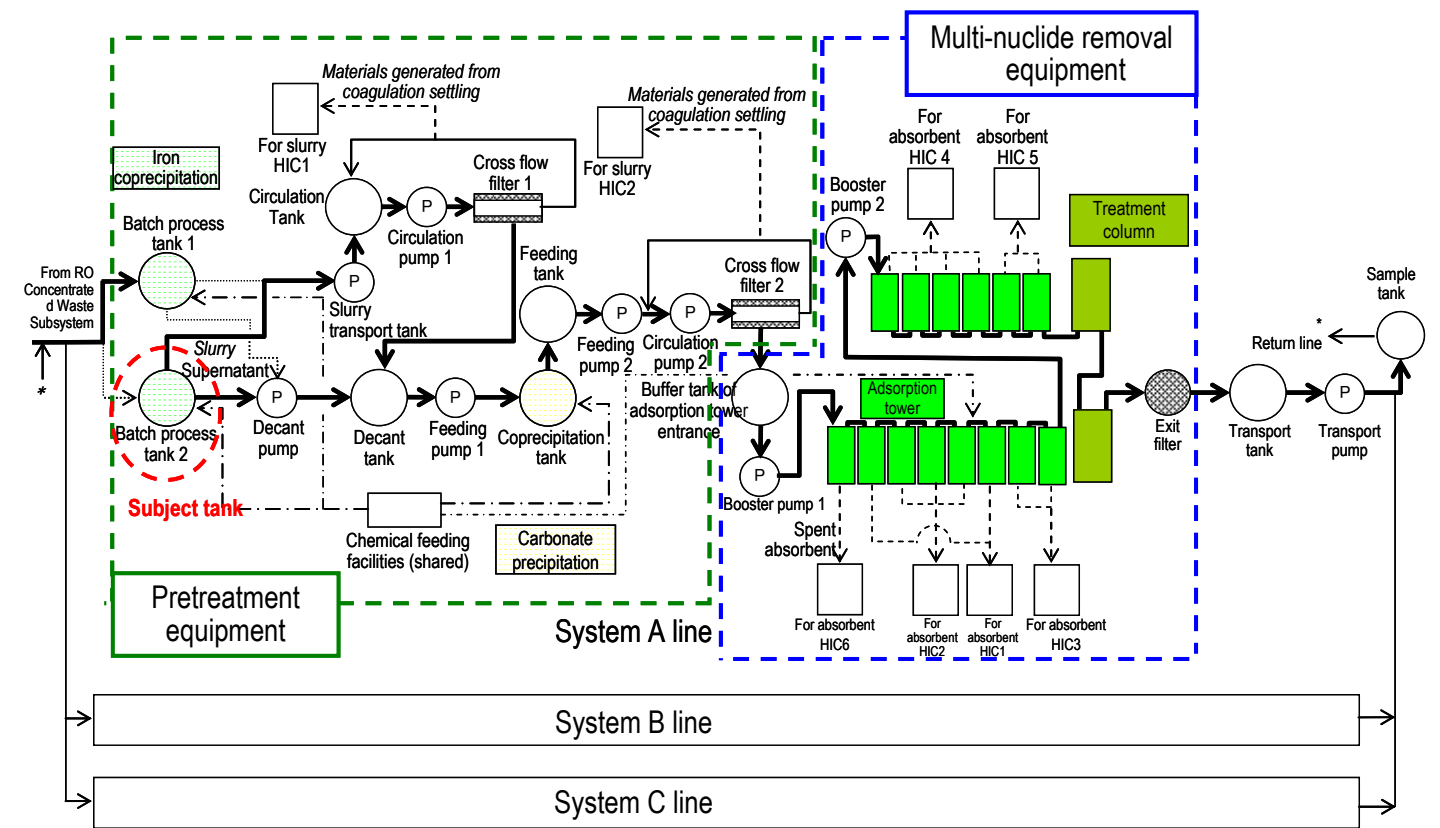 Multi-nuclide removal
equipment
Materials generated from
coagulation settling
Materials generated from
coagulation settling
For slurry
HIC1
For slurry
HIC2
For
absorbent
HIC 4
For
absorbent
HIC 5
Iron
coprecipitation
Cross flow
filter 1
Circulation
Tank
P
Circulation
pump 1
Booster
pump 2
P
Treatment
column
Batch process
tank 1
From RO
Concentrate
d Waste
Subsystem
*
P
Slurry
transport tank
Feeding
tank
Cross flow
filter 2
P
Feeding
pump 2
P
Circulation
pump 2
Sample
tank
Return line *
Slurry
Supernatant
Batch process
tank 2
P
Decant
pump
Decant
tank
P
Feeding
pump 1
Coprecipitation
tank
Buffer tank of
adsorption tower
entrance
Adsorption
tower
Exit
filter
Transport
tank
P
Transport
pump
P
Booster pump 1
Subject tank
Chemical feeding
facilities (shared)
Carbonate
precipitation
Spent
absorbent
For absorbent
HIC6
For
absorbent
HIC2
For
absorbent
HIC1
For absorbent
HIC3
Pretreatment
equipment
System A line
System B line
System C line